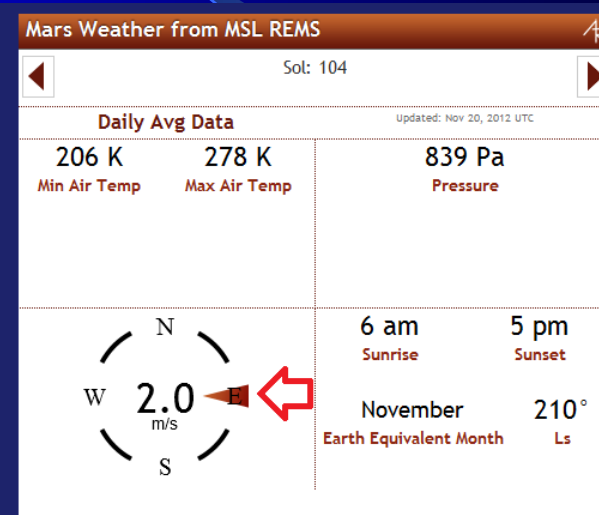 Mars Weather from MSL REMS
Sol: 104
Daily Avg Data
Updated: Nov 20, 2012 UTC
206 K 278 K
Min Air Temp Max Air Temp
839 Pa
Pressure
N
W 2.0 E
m/s
S
6 am 5 pm
Sunrise Sunset
November 210°
Earth Equivalent Month Ls